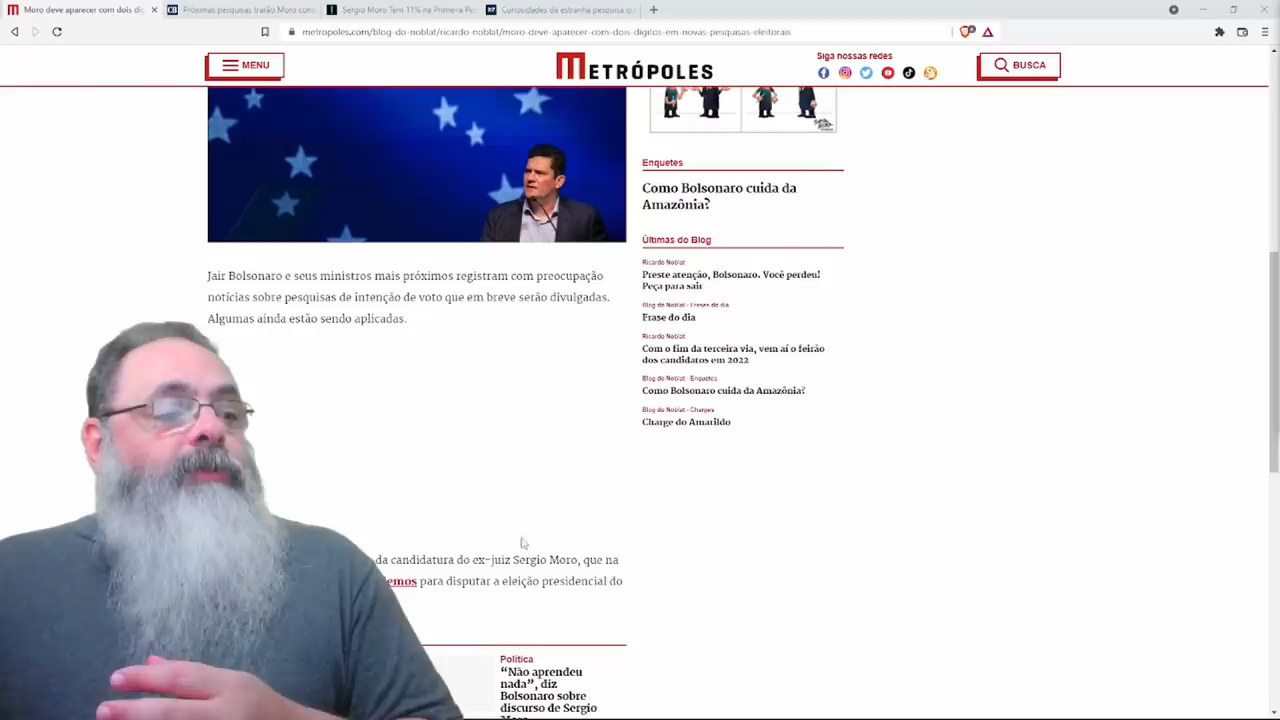 Moro deve aparecer com dois dig
Próximas pesquisas trarão Moro cons
Sergio Moro Tem 11% na Primeira Pes
Curiosidades da estranha pesquisa qu
metropoles.com/blog-do-noblat/ricardo-noblat/moro-deve-aparecer-com-dois-digitos-em-novas-pesquisas-eleitorais
MENU
METRÓPOLES
Siga nossas redes
BUSCA
Enquetes
Como Bolsonaro cuida da
Amazônia?
Últimas do Blog
Ricardo Noblat
Preste atenção, Bolsonaro. Você perdeu!
Peça para sair
Blog do Noblat - Frases do dia
Frase do dia
Ricardo Noblat
Com o fim da terceira via, vem aí o feirão
dos candidatos em 2022
Blog do Noblat - Enquetes
Como Bolsonaro cuida da Amazônia?
Blog do Noblat - Charges
Charge do Amarildo
Jair Bolsonaro e seus ministros mais próximos registram com preocupação
notícias sobre pesquisas de intenção de voto que em breve serão divulgadas.
Algumas ainda estão sendo aplicadas.
da candidatura do ex-juiz Sergio Moro, que na
emos para disputar a eleição presidencial do
Política
“Não aprendeu
nada”, diz
Bolsonaro sobre
discurso de Sergio